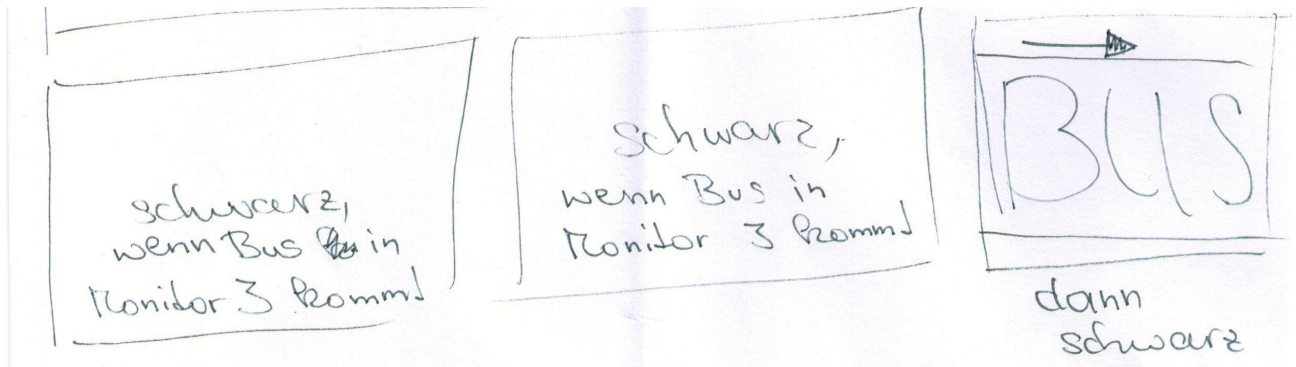 schwarz,
wenn Bus in
Monitor 3 kommt
schwarz,
wenn Bus in
Monitor 3 kommt
BUS
dann
schwarz